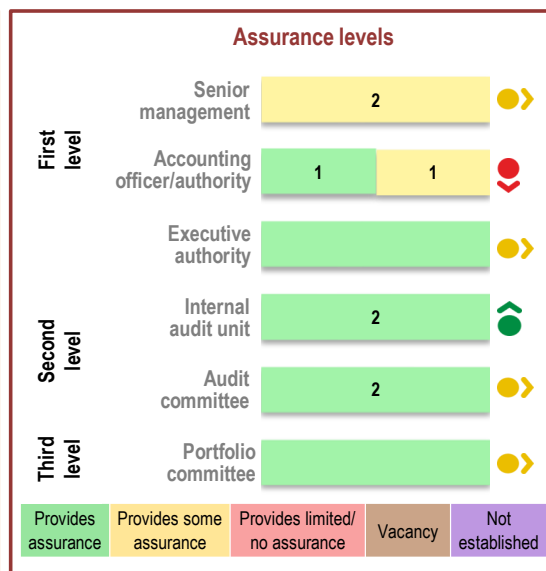 Assurance levels
First level
Senior
management
2
Accounting
officer/authority
1 1
Executive
authority
Second level
Internal
audit unit
2
Audit
committee
2
Third level
Portfolio
committee
Provides
assurance
Provides some
assurance
Provides limited/
no assurance
Vacancy
Not
established